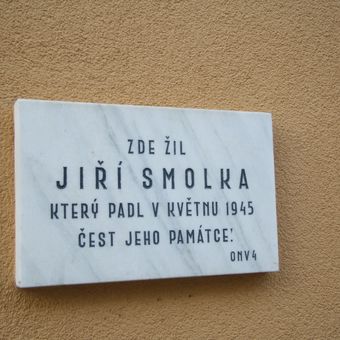 ZDE ŽIL
JIŘÍ SMOLKA
KTERÝ PADL V KVĚTNU 1945
ČEST JEHO PAMÁTCE!
ONV4